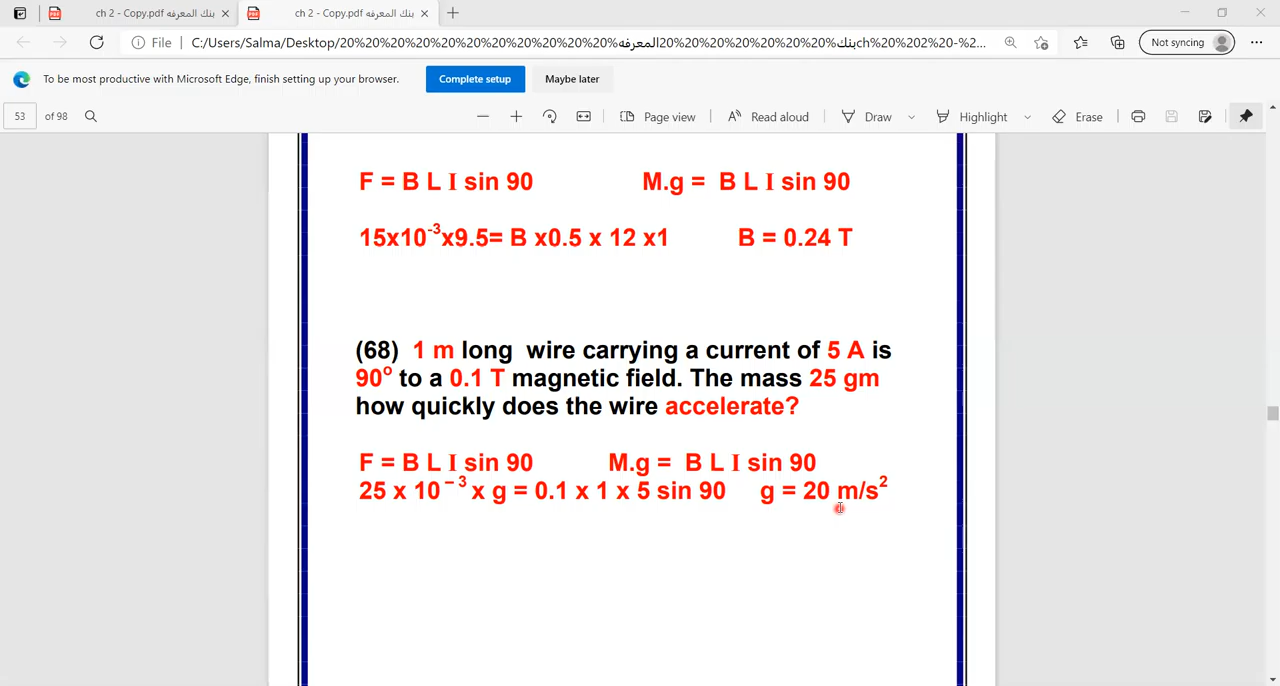 ch 2 - Copy.pdf بنك المعرفه
ch 2 - Copy.pdf بنك المعرفه
File
C:/Users/Salma/Desktop/20%20%20%20%20%20%20%20المعرفه%20%20%20%20%20%20%20بنكch%20%202%20-%2...
Not syncing
To be most productive with Microsoft Edge, finish setting up your browser.
Complete setup
Maybe later
53 of 98
Page view
Read aloud
Draw
Highlight
Erase
F = B L I sin 90 M.g = B L I sin 90
15x10⁻³x9.5= B x0.5 x 12 x1 B = 0.24 T
(68) 1 m long wire carrying a current of 5 A is
90º to a 0.1 T magnetic field. The mass 25 gm
how quickly does the wire accelerate?
F = B L I sin 90 M.g = B L I sin 90
25 x 10⁻³ x g = 0.1 x 1 x 5 sin 90 g = 20 m/s²